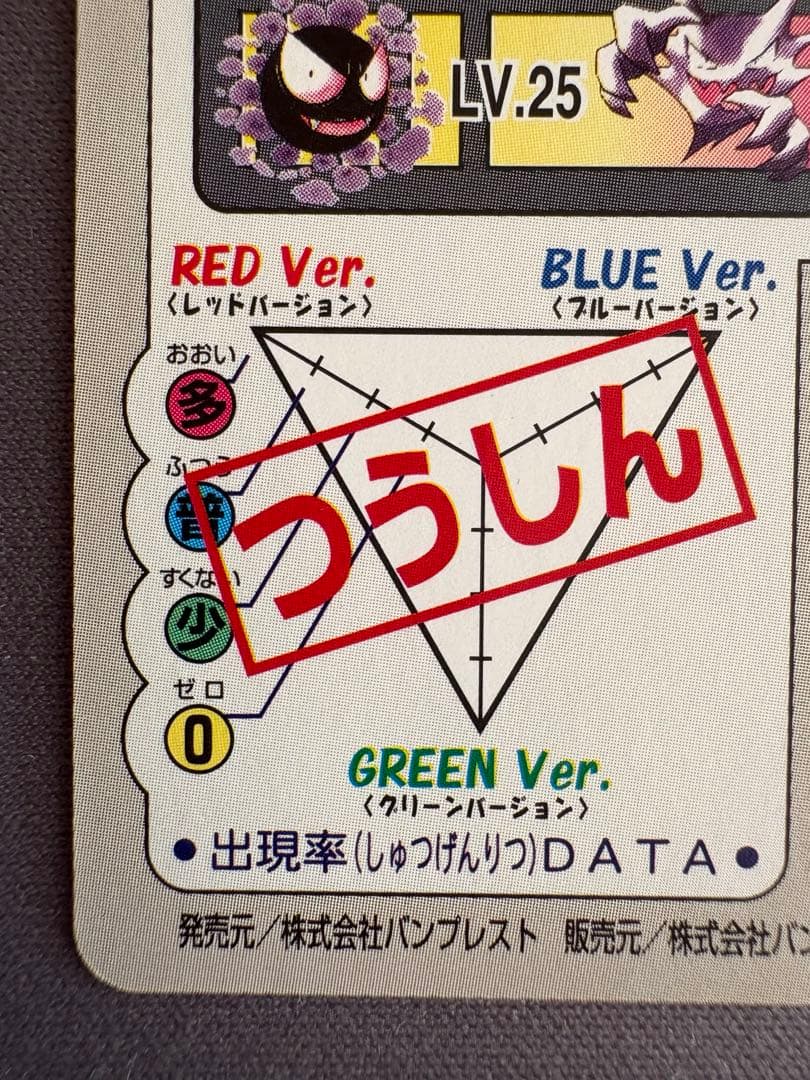 LV.25
RED Ver.
〈レッドバージョン〉
BLUE Ver.
〈ブルーバージョン〉
おおい
多
ふつう
普
つうしん
すくない
少
ゼロ
0
GREEN Ver.
〈グリーンバージョン〉
●出現率(しゅつげんりつ)DATA●
発売元/株式会社バンプレスト 販売元/株式会社バン